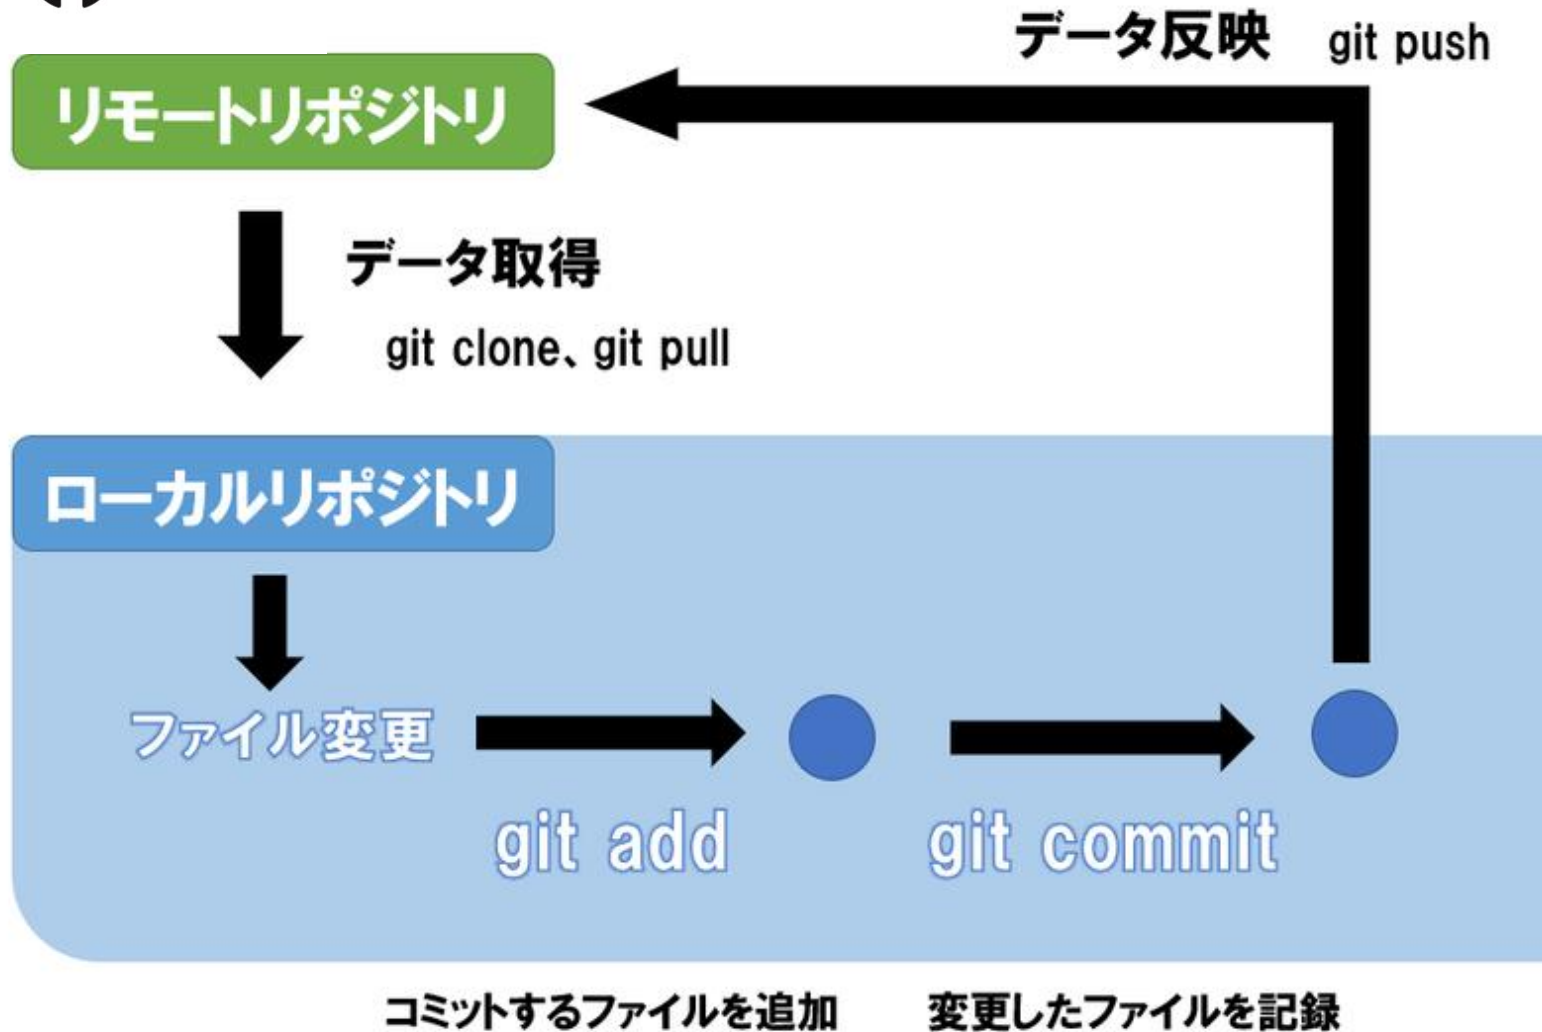 データ反映 git push
リモートリポジトリ
データ取得
git clone、git pull
ローカルリポジトリ
ファイル変更
git add
git commit
コミットするファイルを追加
変更したファイルを記録